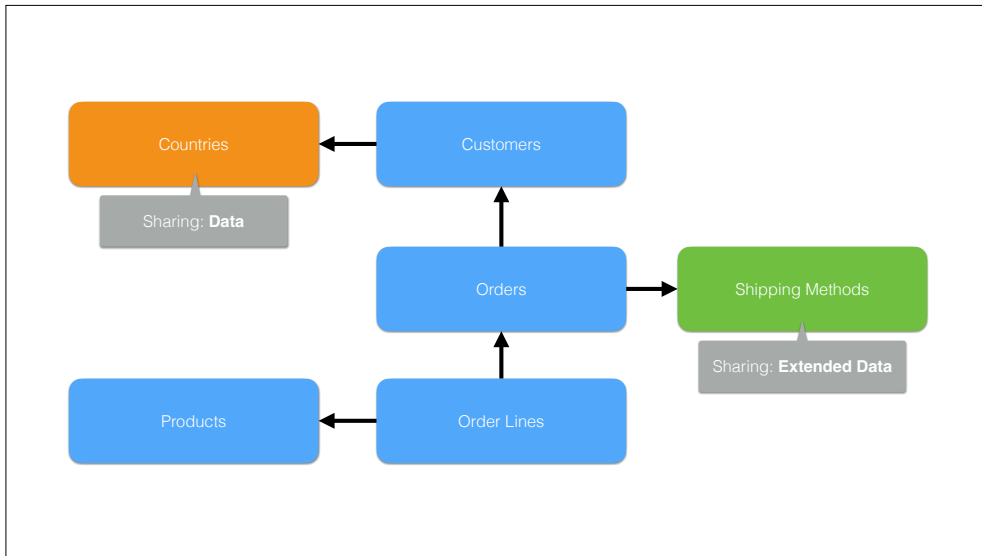 Countries
Customers
Sharing: Data
Orders
Shipping Methods
Sharing: Extended Data
Products
Order Lines